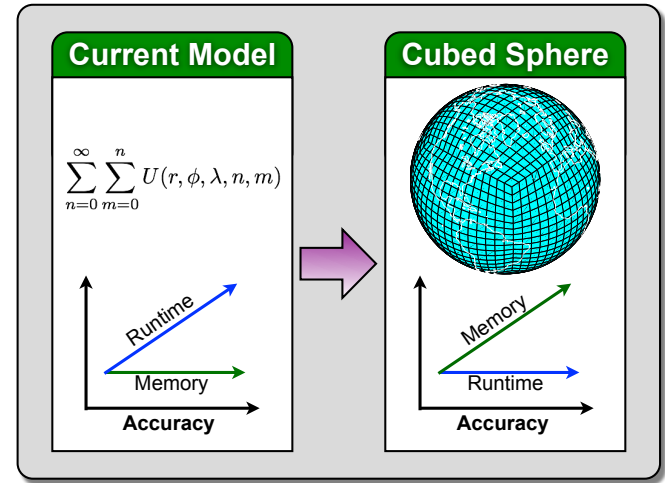 Current Model
∞ n
∑ ∑ U(r, ϕ, λ, n, m)
n=0 m=0
Runtime
Memory
Accuracy
Cubed Sphere
Memory
Runtime
Accuracy